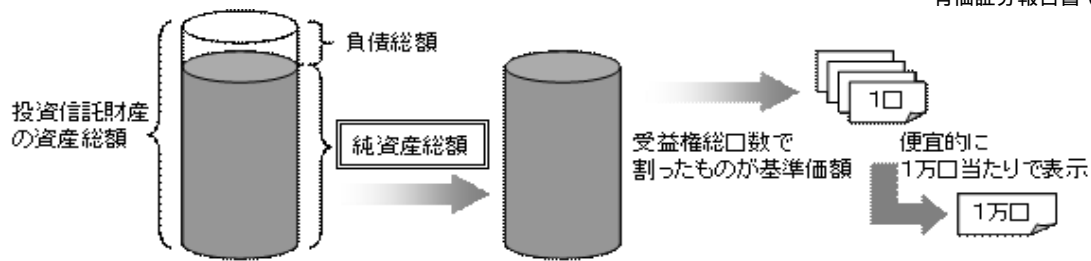 負債総額
投資信託財産
の資産総額
純資産総額
受益権総口数で
割ったものが基準価額
1口
便宜的に
1万口当たりで表示
1万口